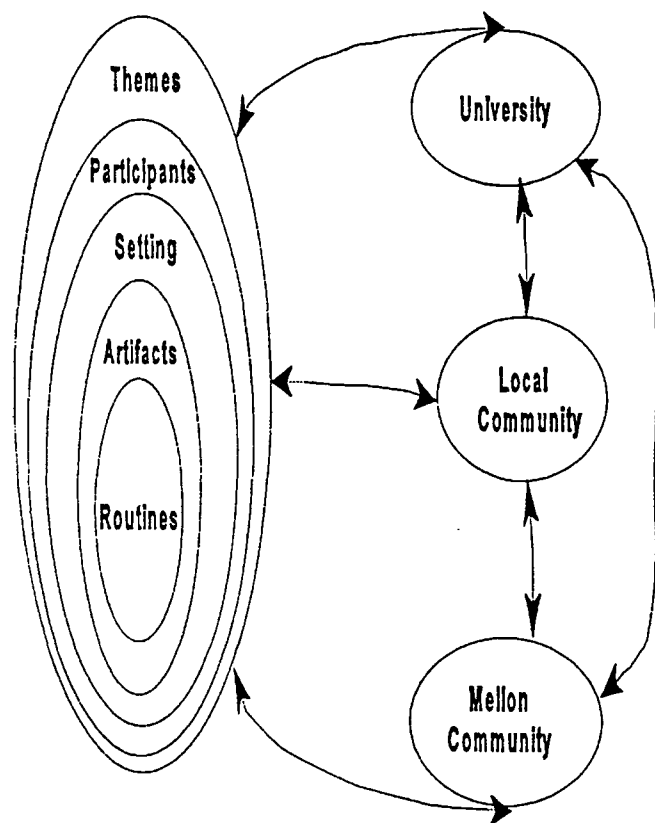 Themes
Participants
Setting
Artifacts
Routines
University
Local
Community
Mellon
Community